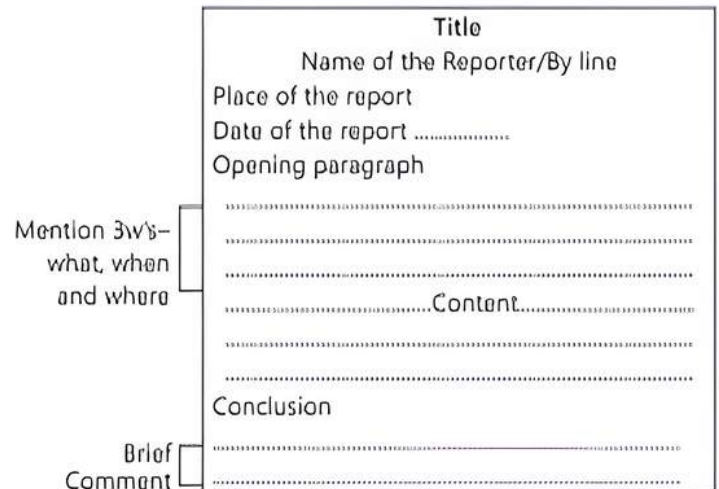 Title
Name of the Reporter/By line
Place of the report
Date of the report ..................
Opening paragraph
Mention 3w's–
what, when
and where
Content
Conclusion
Brief
Comment